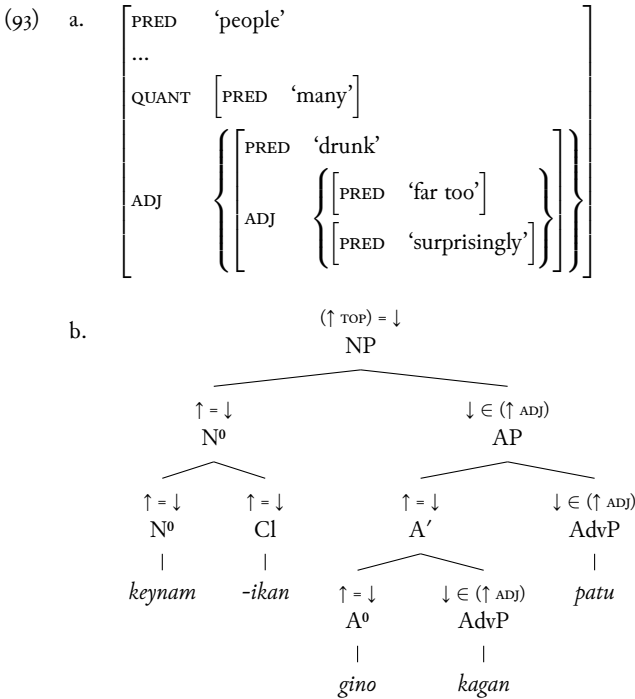 (93) a. PRED ‘people’
...
QUANT [PRED ‘many’]
PRED ‘drunk’
PRED ‘far too’
ADJ ADJ
PRED ‘surprisingly’
b. (↑ TOP) = ↓
NP
↑ = ↓ ↓ ∈ (↑ ADJ)
N⁰ AP
↑ = ↓ ↑ = ↓ ↑ = ↓ ↓ ∈ (↑ ADJ)
N⁰ Cl A′ AdvP
keynam -ikan ↑ = ↓ ↓ ∈ (↑ ADJ) patu
A⁰ AdvP
gino kagan